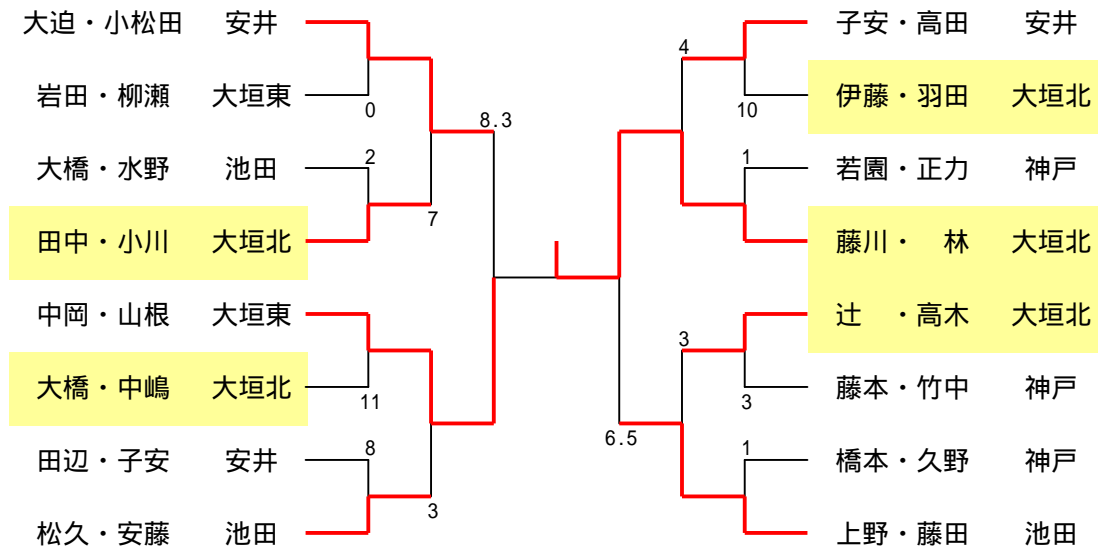 大迫・小松田 安井
岩田・柳瀬 大垣東
大橋・水野 池田
田中・小川 大垣北
中岡・山根 大垣東
大橋・中嶋 大垣北
田辺・子安 安井
松久・安藤 池田
0
2
11
8
7
3
8.3
6.5
4
3
10
1
3
1
子安・高田 安井
伊藤・羽田 大垣北
若園・正力 神戸
藤川・ 林 大垣北
辻 ・高木 大垣北
藤本・竹中 神戸
橋本・久野 神戸
上野・藤田 池田